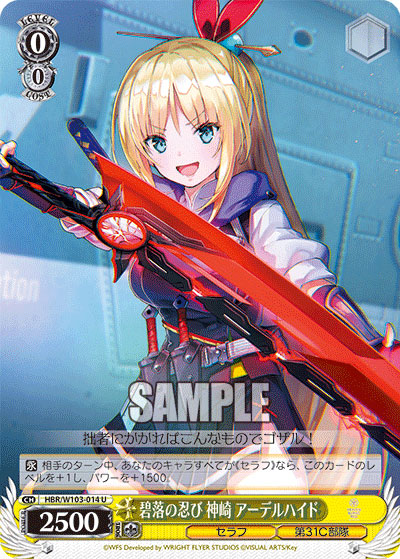 LEVEL
0
0
COST
SAMPLE
拙者にかかればこんなものでゴザル！
CH HBR/W103-014 U
永 相手のターン中、あなたのキャラすべてが《セラフ》なら、このカードのレ
ベルを＋1し、パワーを＋1500。
2500
碧落の忍び 神崎 アーデルハイド
セラフ
第31C部隊
©WFS Developed by WRIGHT FLYER STUDIOS ©VISUAL ARTS/Key